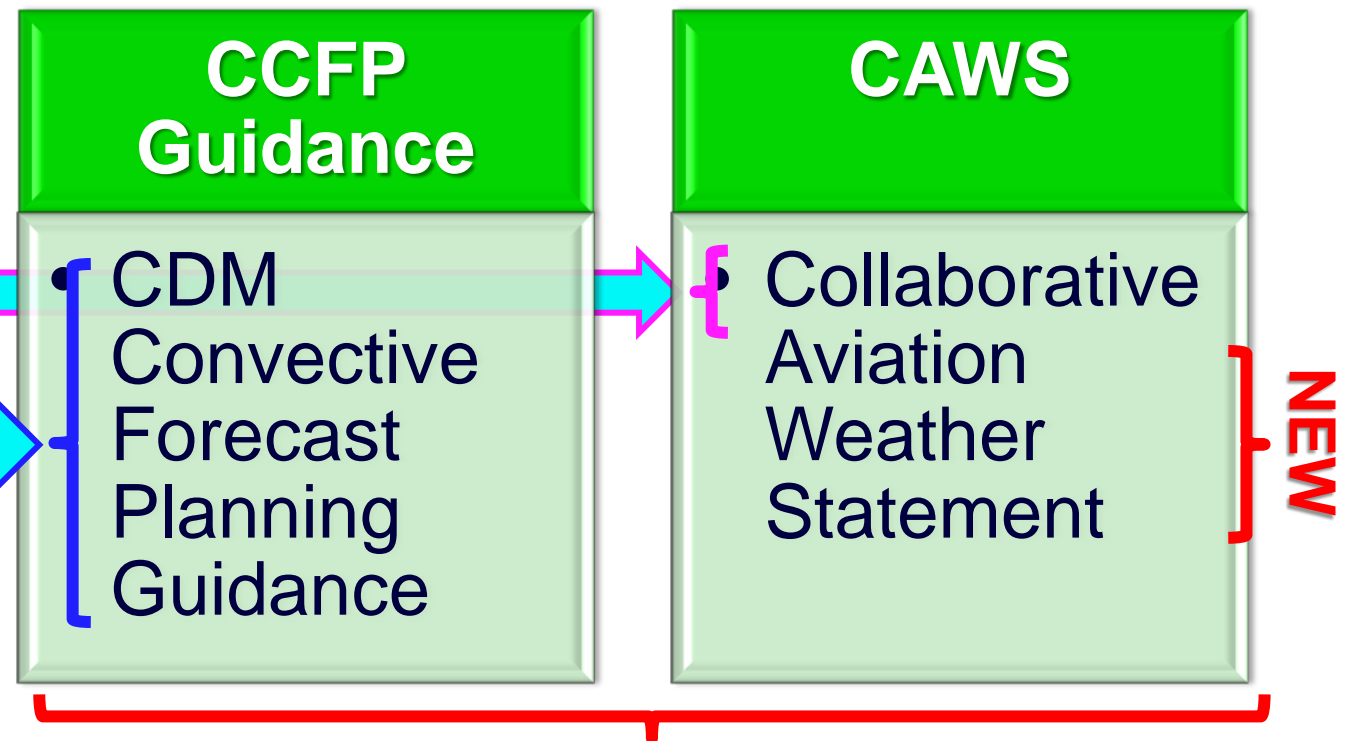 CCFP
Guidance
• CDM
Convective
Forecast
Planning
Guidance
CAWS
• Collaborative
Aviation
Weather
Statement
NEW